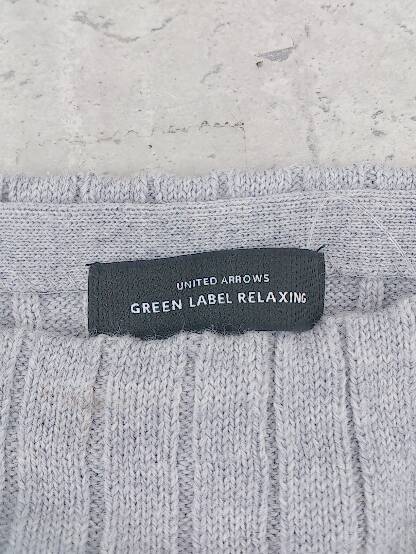 UNITED ARROWS
GREEN LABEL RELAXING